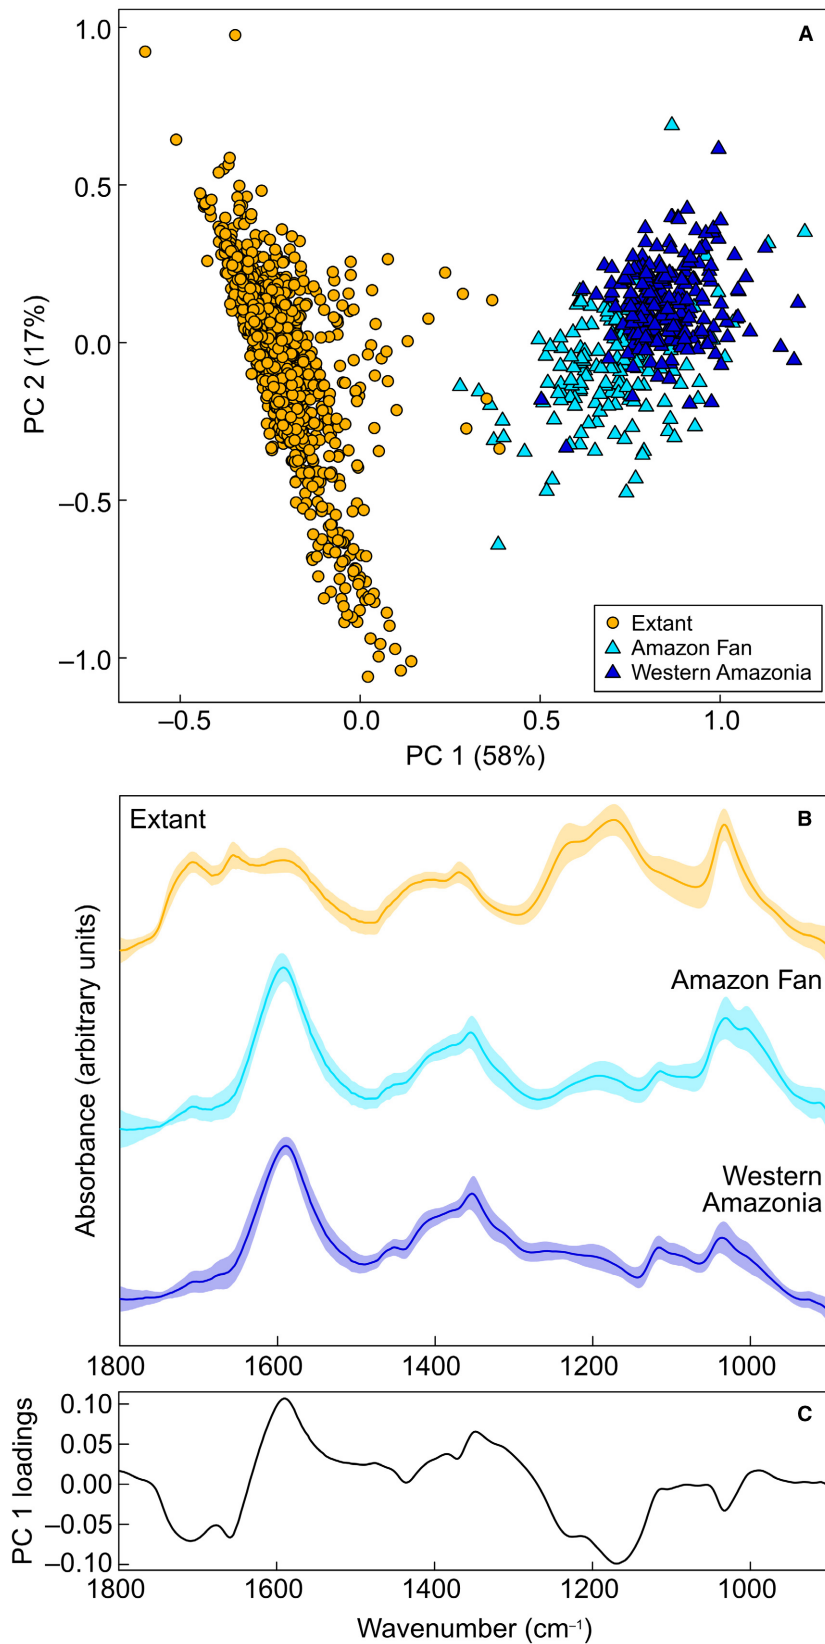 A
1.0
0.5
0.0
–0.5
–1.0
PC 2 (17%)
Extant
Amazon Fan
Western Amazonia
–0.5
0.0
0.5
1.0
PC 1 (58%)
Extant
B
Amazon Fan
Western
Amazonia
Absorbance (arbitrary units)
1800
1600
1400
1200
1000
C
0.10
0.05
0.00
–0.05
–0.10
PC 1 loadings
1800
1600
1400
1200
1000
Wavenumber (cm⁻¹)